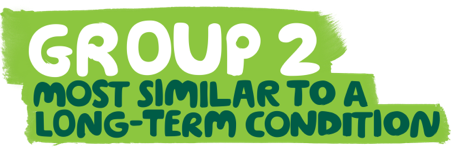 GROUP 2
MOST SIMILAR TO A
LONG-TERM CONDITION